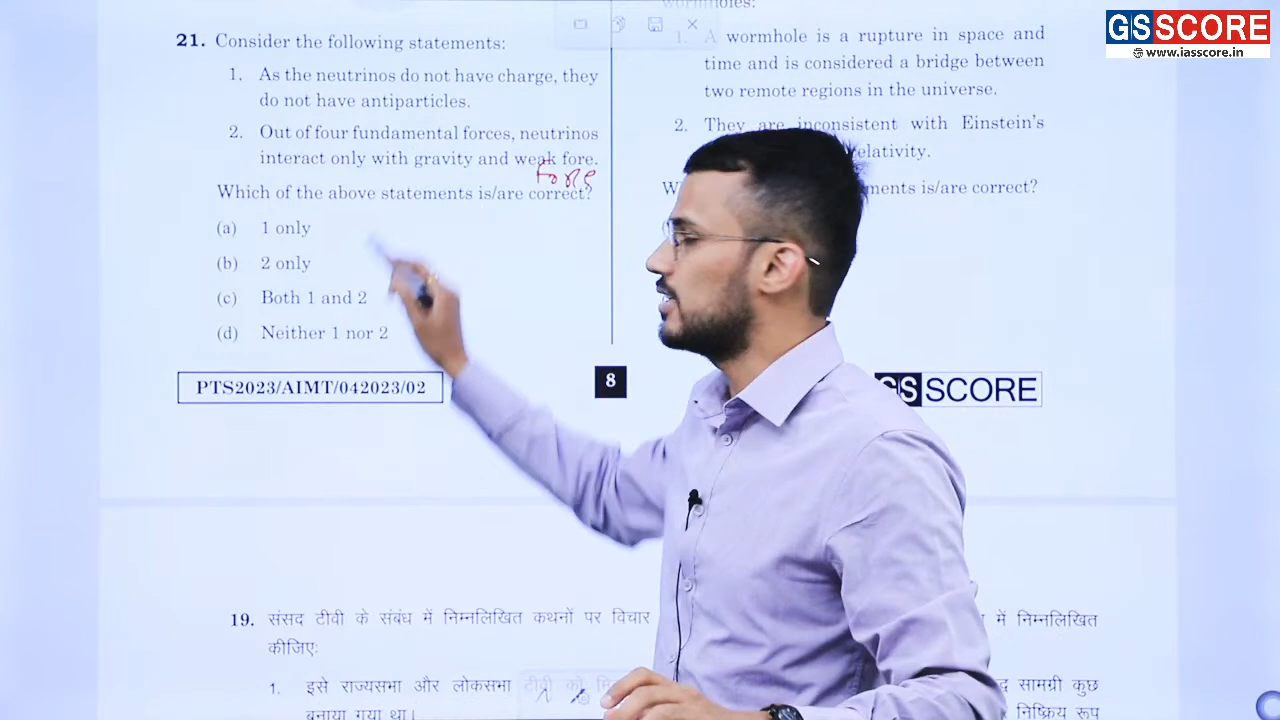 GSSCORE
www.iasscore.in
21. Consider the following statements:
1. As the neutrinos do not have charge, they
do not have antiparticles.
2. Out of four fundamental forces, neutrinos
interact only with gravity and weak fore.
Force
Which of the above statements is/are correct?
(a) 1 only
(b) 2 only
(c) Both 1 and 2
(d) Neither 1 nor 2
wormholes:
1. A wormhole is a rupture in space and
time and is considered a bridge between
two remote regions in the universe.
2. They are inconsistent with Einstein's
elativity.
W
ments is/are correct?
PTS2023/AIMT/042023/02
8
GS SCORE
19. संसद टीवी के संबंध में निम्नलिखित कथनों पर विचार
कीजिएः
1. इसे राज्यसभा और लोकसभा टीवी को
बनाया गया था।
में निम्नलिखित
सामग्री कुछ
निष्क्रिय रूप